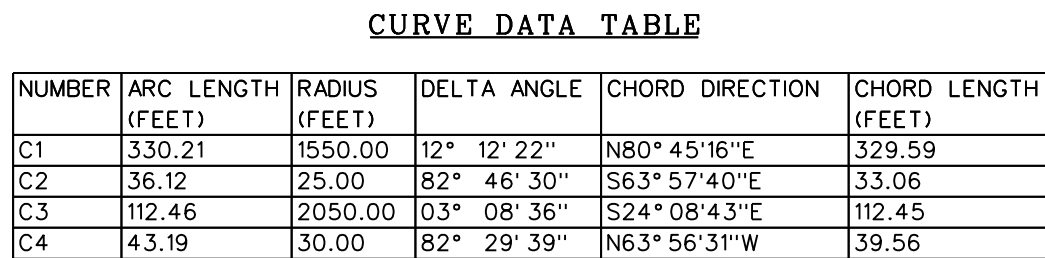 CURVE DATA TABLE
NUMBER ARC LENGTH (FEET) RADIUS (FEET) DELTA ANGLE CHORD DIRECTION CHORD LENGTH (FEET)
C1 330.21 1550.00 12° 12' 22" N80° 45'16"E 329.59
C2 36.12 25.00 82° 46' 30" S63° 57'40"E 33.06
C3 112.46 2050.00 03° 08' 36" S24° 08'43"E 112.45
C4 43.19 30.00 82° 29' 39" N63° 56'31"W 39.56